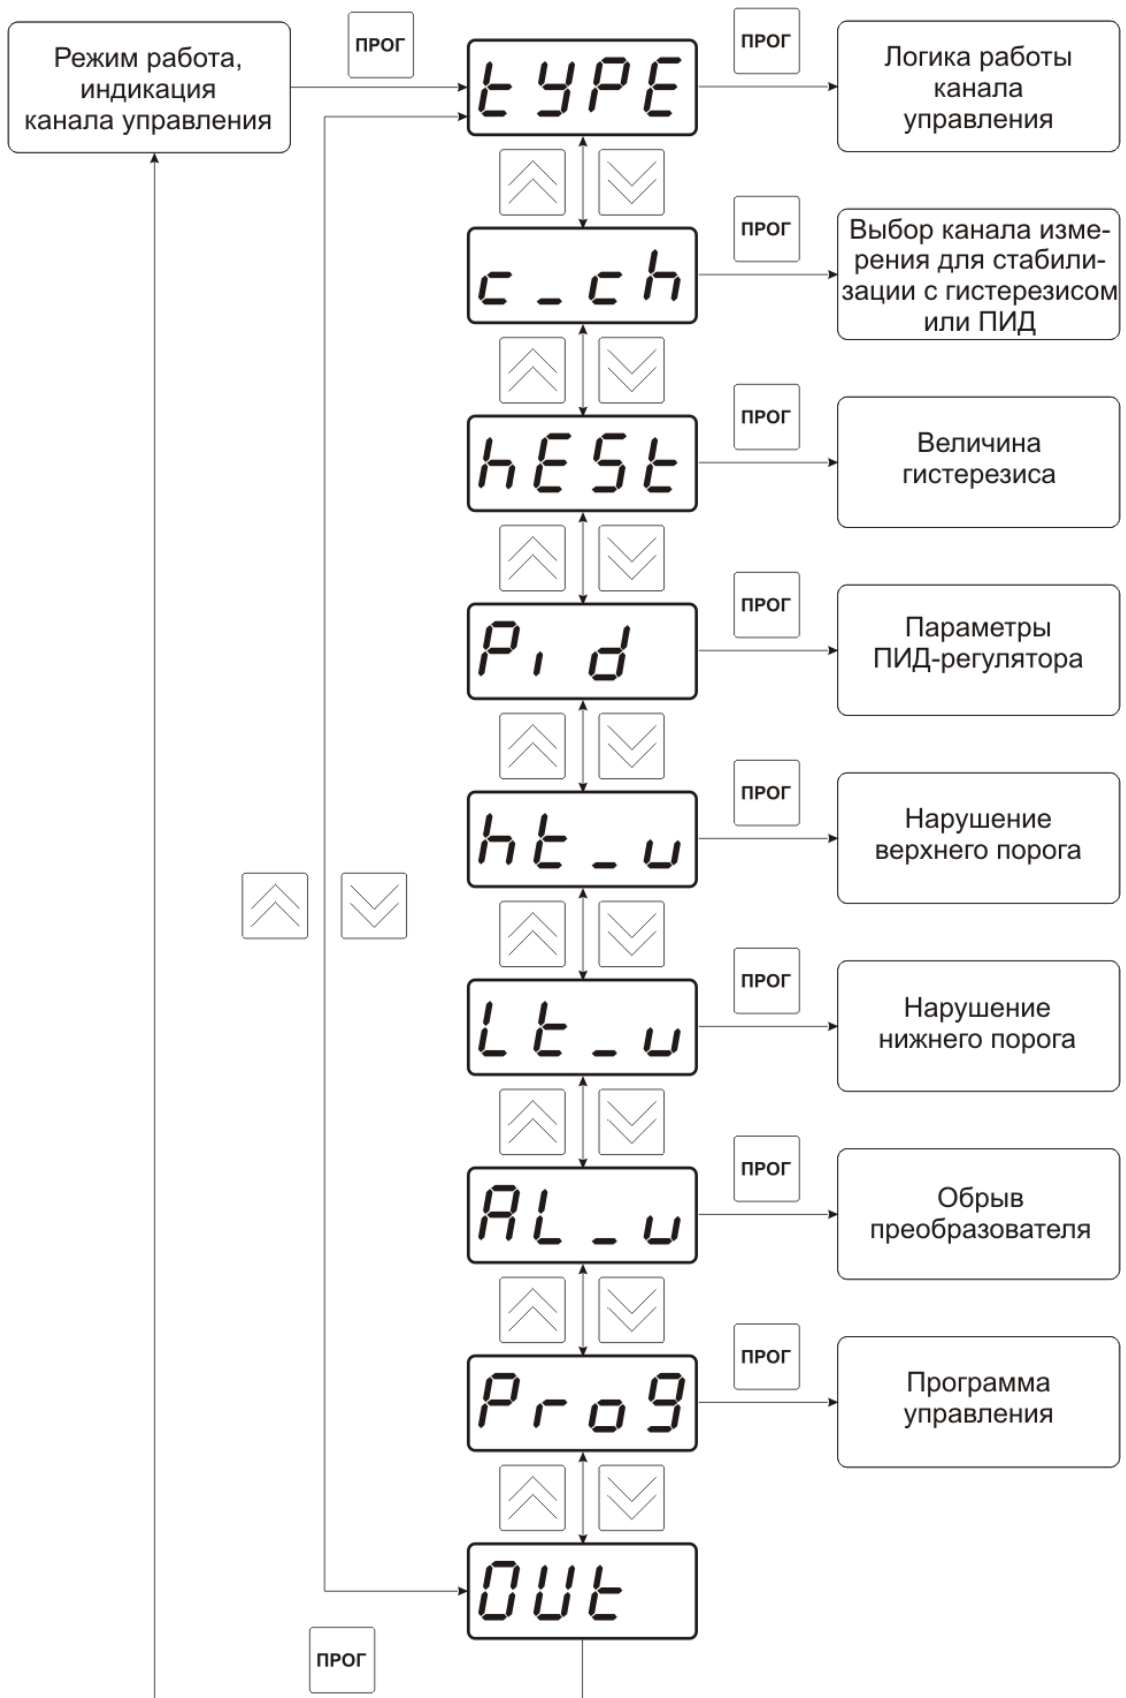 Режим работа,
индикация
канала управления
ПРОГ
tYPE
ПРОГ
Логика работы
канала
управления
c_ch
ПРОГ
Выбор канала изме-
рения для стабили-
зации с гистерезисом
или ПИД
hESt
ПРОГ
Величина
гистерезиса
Pid
ПРОГ
Параметры
ПИД-регулятора
ht_u
ПРОГ
Нарушение
верхнего порога
Lt_u
ПРОГ
Нарушение
нижнего порога
AL_u
ПРОГ
Обрыв
преобразователя
Prog
ПРОГ
Программа
управления
OUt
ПРОГ